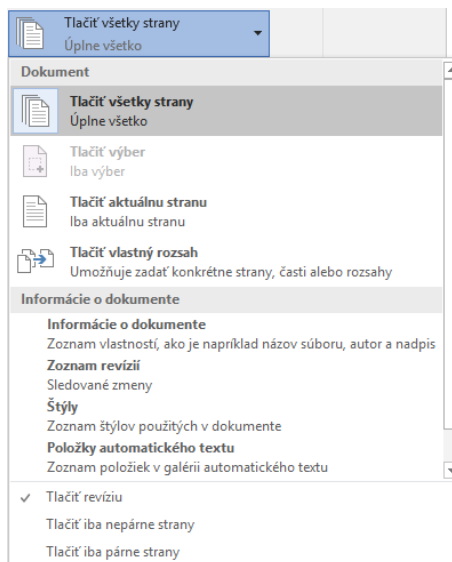 Tlačiť všetky strany
Úplne všetko
Dokument
Tlačiť všetky strany
Úplne všetko
Tlačiť výber
Iba výber
Tlačiť aktuálnu stranu
Iba aktuálnu stranu
Tlačiť vlastný rozsah
Umožňuje zadať konkrétne strany, časti alebo rozsahy
Informácie o dokumente
Informácie o dokumente
Zoznam vlastností, ako je napríklad názov súboru, autor a nadpis
Zoznam revízií
Sledované zmeny
Štýly
Zoznam štýlov použitých v dokumente
Položky automatického textu
Zoznam položiek v galérii automatického textu
Tlačiť revíziu
Tlačiť iba nepárne strany
Tlačiť iba párne strany